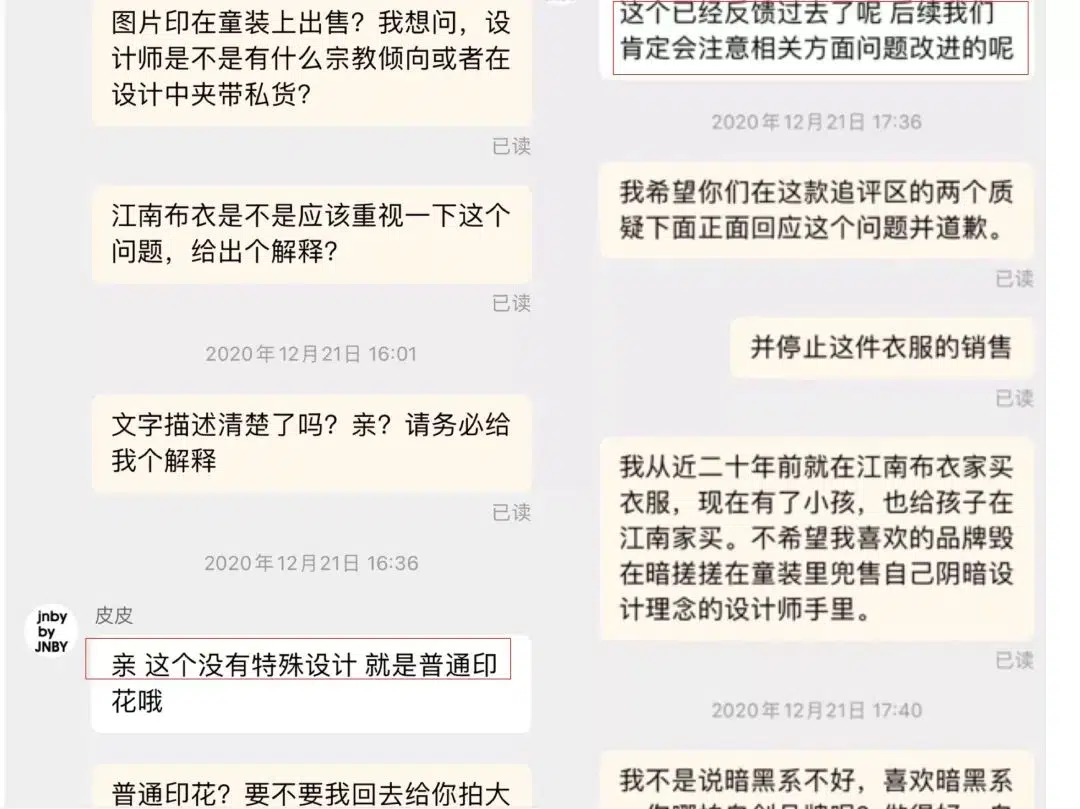 图片印在童装上出售？我想问，设
计师是不是有什么宗教倾向或者在
设计中夹带私货？
已读
江南布衣是不是应该重视一下这个
问题，给出个解释？
已读
2020年12月21日 16:01
文字描述清楚了吗？亲？请务必给
我个解释
已读
2020年12月21日 16:36
皮皮
jnby
by
JNBY
亲 这个没有特殊设计 就是普通印
花哦
普通印花？要不要我回去给你拍大
这个已经反馈过去了呢 后续我们
肯定会注意相关方面问题改进的呢
2020年12月21日 17:36
我希望你们在这款追评区的两个质
疑下面正面回应这个问题并道歉。
已读
并停止这件衣服的销售
已读
我从近二十年前就在江南布衣家买
衣服，现在有了小孩，也给孩子在
江南家买。不希望我喜欢的品牌毁
在暗搓搓在童装里兜售自己阴暗设
计理念的设计师手里。
已读
2020年12月21日 17:40
我不是说暗黑系不好，喜欢暗黑系